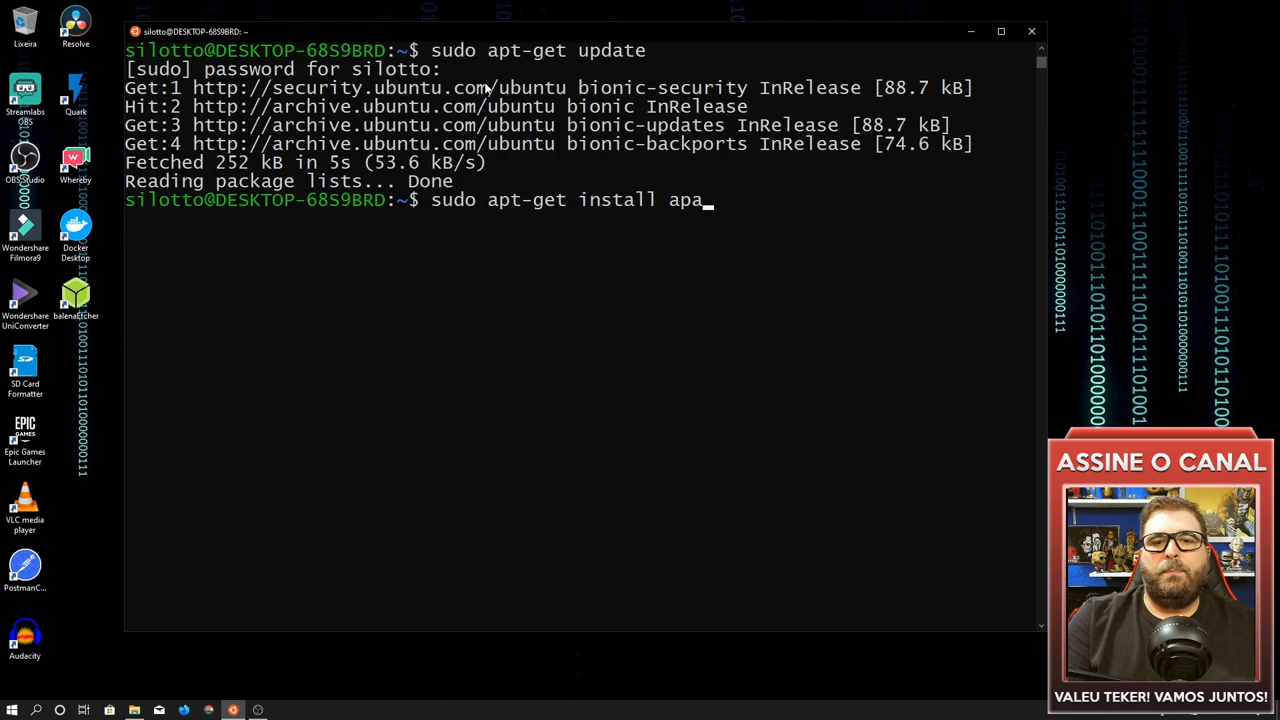 silotto@DESKTOP-68S9BRD: ~
silotto@DESKTOP-68S9BRD:~$ sudo apt-get update
[sudo] password for silotto:
Get:1 http://security.ubuntu.com/ubuntu bionic-security InRelease [88.7 kB]
Hit:2 http://archive.ubuntu.com/ubuntu bionic InRelease
Get:3 http://archive.ubuntu.com/ubuntu bionic-updates InRelease [88.7 kB]
Get:4 http://archive.ubuntu.com/ubuntu bionic-backports InRelease [74.6 kB]
Fetched 252 kB in 5s (53.6 kB/s)
Reading package lists... Done
silotto@DESKTOP-68S9BRD:~$ sudo apt-get install apa
Lixeira
Resolve
Streamlabs
OBS
Quark
OBS Studio
Whereby
Wondershare
Filmora9
Docker
Desktop
Wondershare
UniConverter
balenaEtcher
SD Card
Formatter
EPIC
GAMES
Epic Games
Launcher
VLC media
player
PostmanC...
Audacity
ASSINE O CANAL
VALEU TEKER! VAMOS JUNTOS!